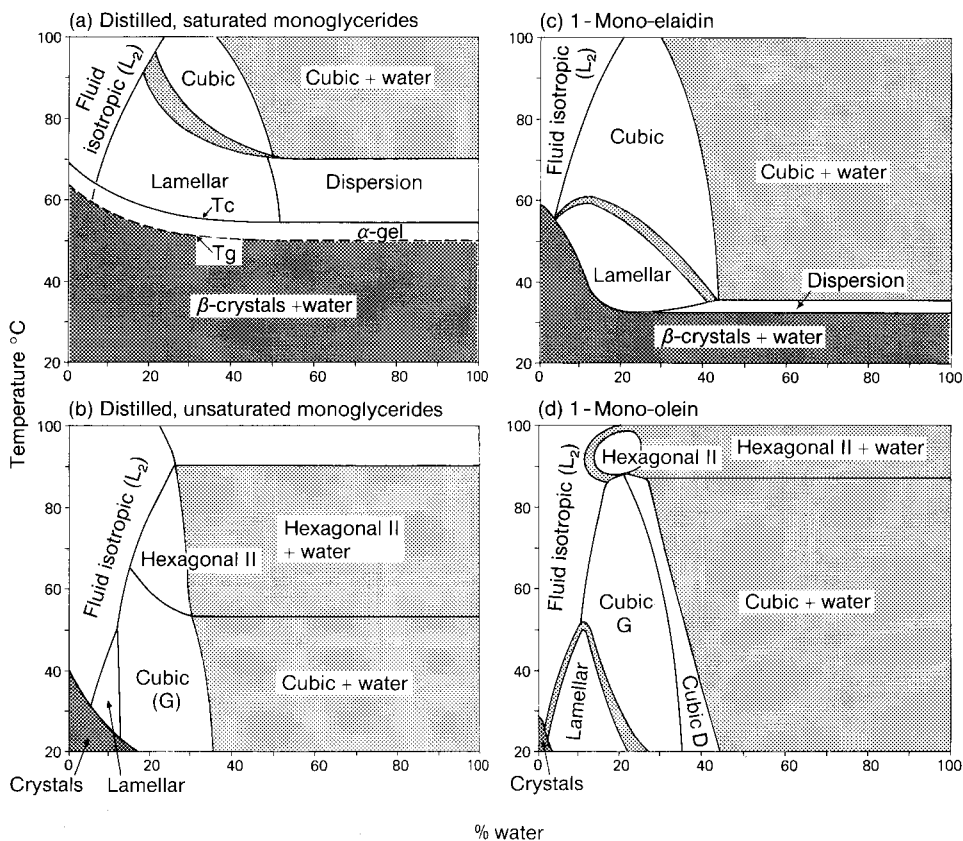 (a) Distilled, saturated monoglycerides
100
80
60
40
20
0
20
40
60
80
100
Fluid
isotropic (L₂)
Cubic
Cubic + water
Lamellar
Dispersion
Tc
α-gel
Tg
β-crystals +water
(c) 1-Mono-elaidin
100
80
60
40
20
0
20
40
60
80
100
Fluid isotropic
(L₂)
Cubic
Cubic + water
Lamellar
Dispersion
β-crystals + water
Temperature °C
(b) Distilled, unsaturated monoglycerides
100
80
60
40
20
0
20
40
60
80
100
Fluid isotropic (L₂)
Hexagonal II
Hexagonal II
+ water
Cubic
(G)
Cubic + water
Crystals
Lamellar
(d) 1-Mono-olein
100
80
60
40
20
0
20
40
60
80
100
Fluid isotropic (L₂)
Hexagonal II
Hexagonal II + water
Cubic
G
Cubic + water
Lamellar
Cubic D
Crystals
% water